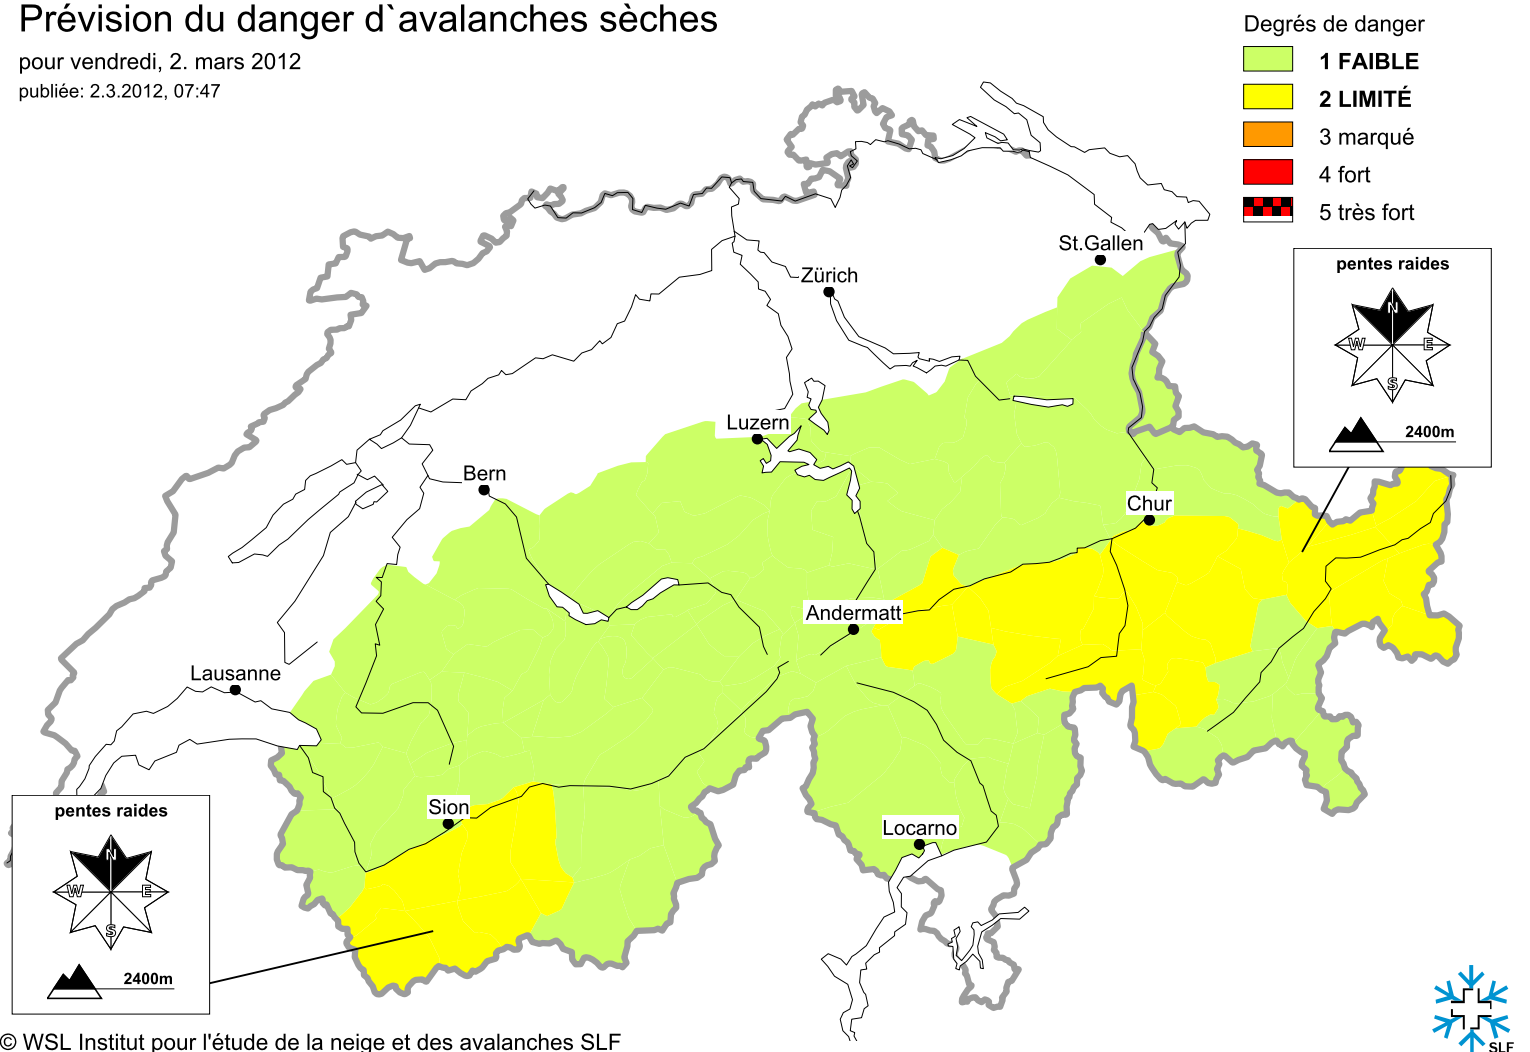 Prévision du danger d`avalanches sèches
pour vendredi, 2. mars 2012
publiée: 2.3.2012, 07:47
Degrés de danger
1 FAIBLE
2 LIMITÉ
3 marqué
4 fort
5 très fort
pentes raides
N
W
E
S
2400m
St.Gallen
Zürich
Luzern
Bern
Chur
Andermatt
Lausanne
Sion
Locarno
pentes raides
N
W
E
S
2400m
© WSL Institut pour l'étude de la neige et des avalanches SLF
SLF